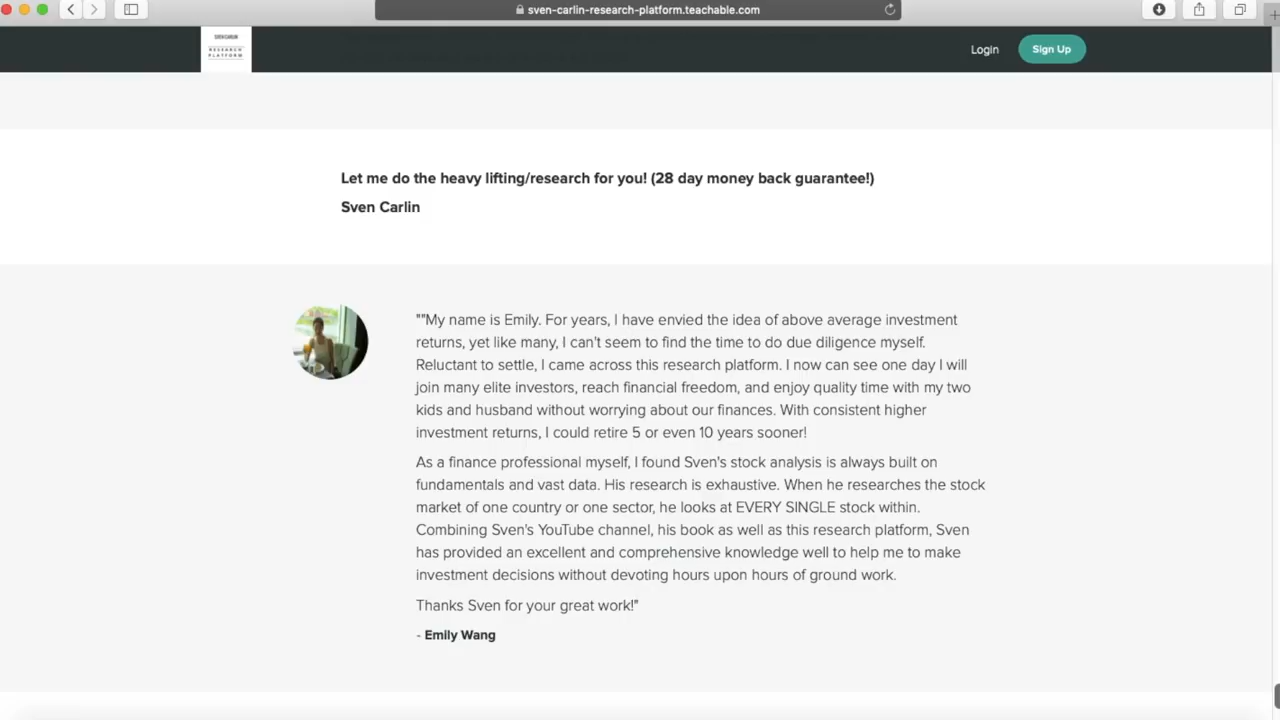 sven-carlin-research-platform.teachable.com
SVEN CARLIN
RESEARCH
PLATFORM
Login
Sign Up
Let me do the heavy lifting/research for you! (28 day money back guarantee!)
Sven Carlin
""My name is Emily. For years, I have envied the idea of above average investment
returns, yet like many, I can't seem to find the time to do due diligence myself.
Reluctant to settle, I came across this research platform. I now can see one day I will
join many elite investors, reach financial freedom, and enjoy quality time with my two
kids and husband without worrying about our finances. With consistent higher
investment returns, I could retire 5 or even 10 years sooner!
As a finance professional myself, I found Sven's stock analysis is always built on
fundamentals and vast data. His research is exhaustive. When he researches the stock
market of one country or one sector, he looks at EVERY SINGLE stock within.
Combining Sven's YouTube channel, his book as well as this research platform, Sven
has provided an excellent and comprehensive knowledge well to help me to make
investment decisions without devoting hours upon hours of ground work.
Thanks Sven for your great work!"
- Emily Wang